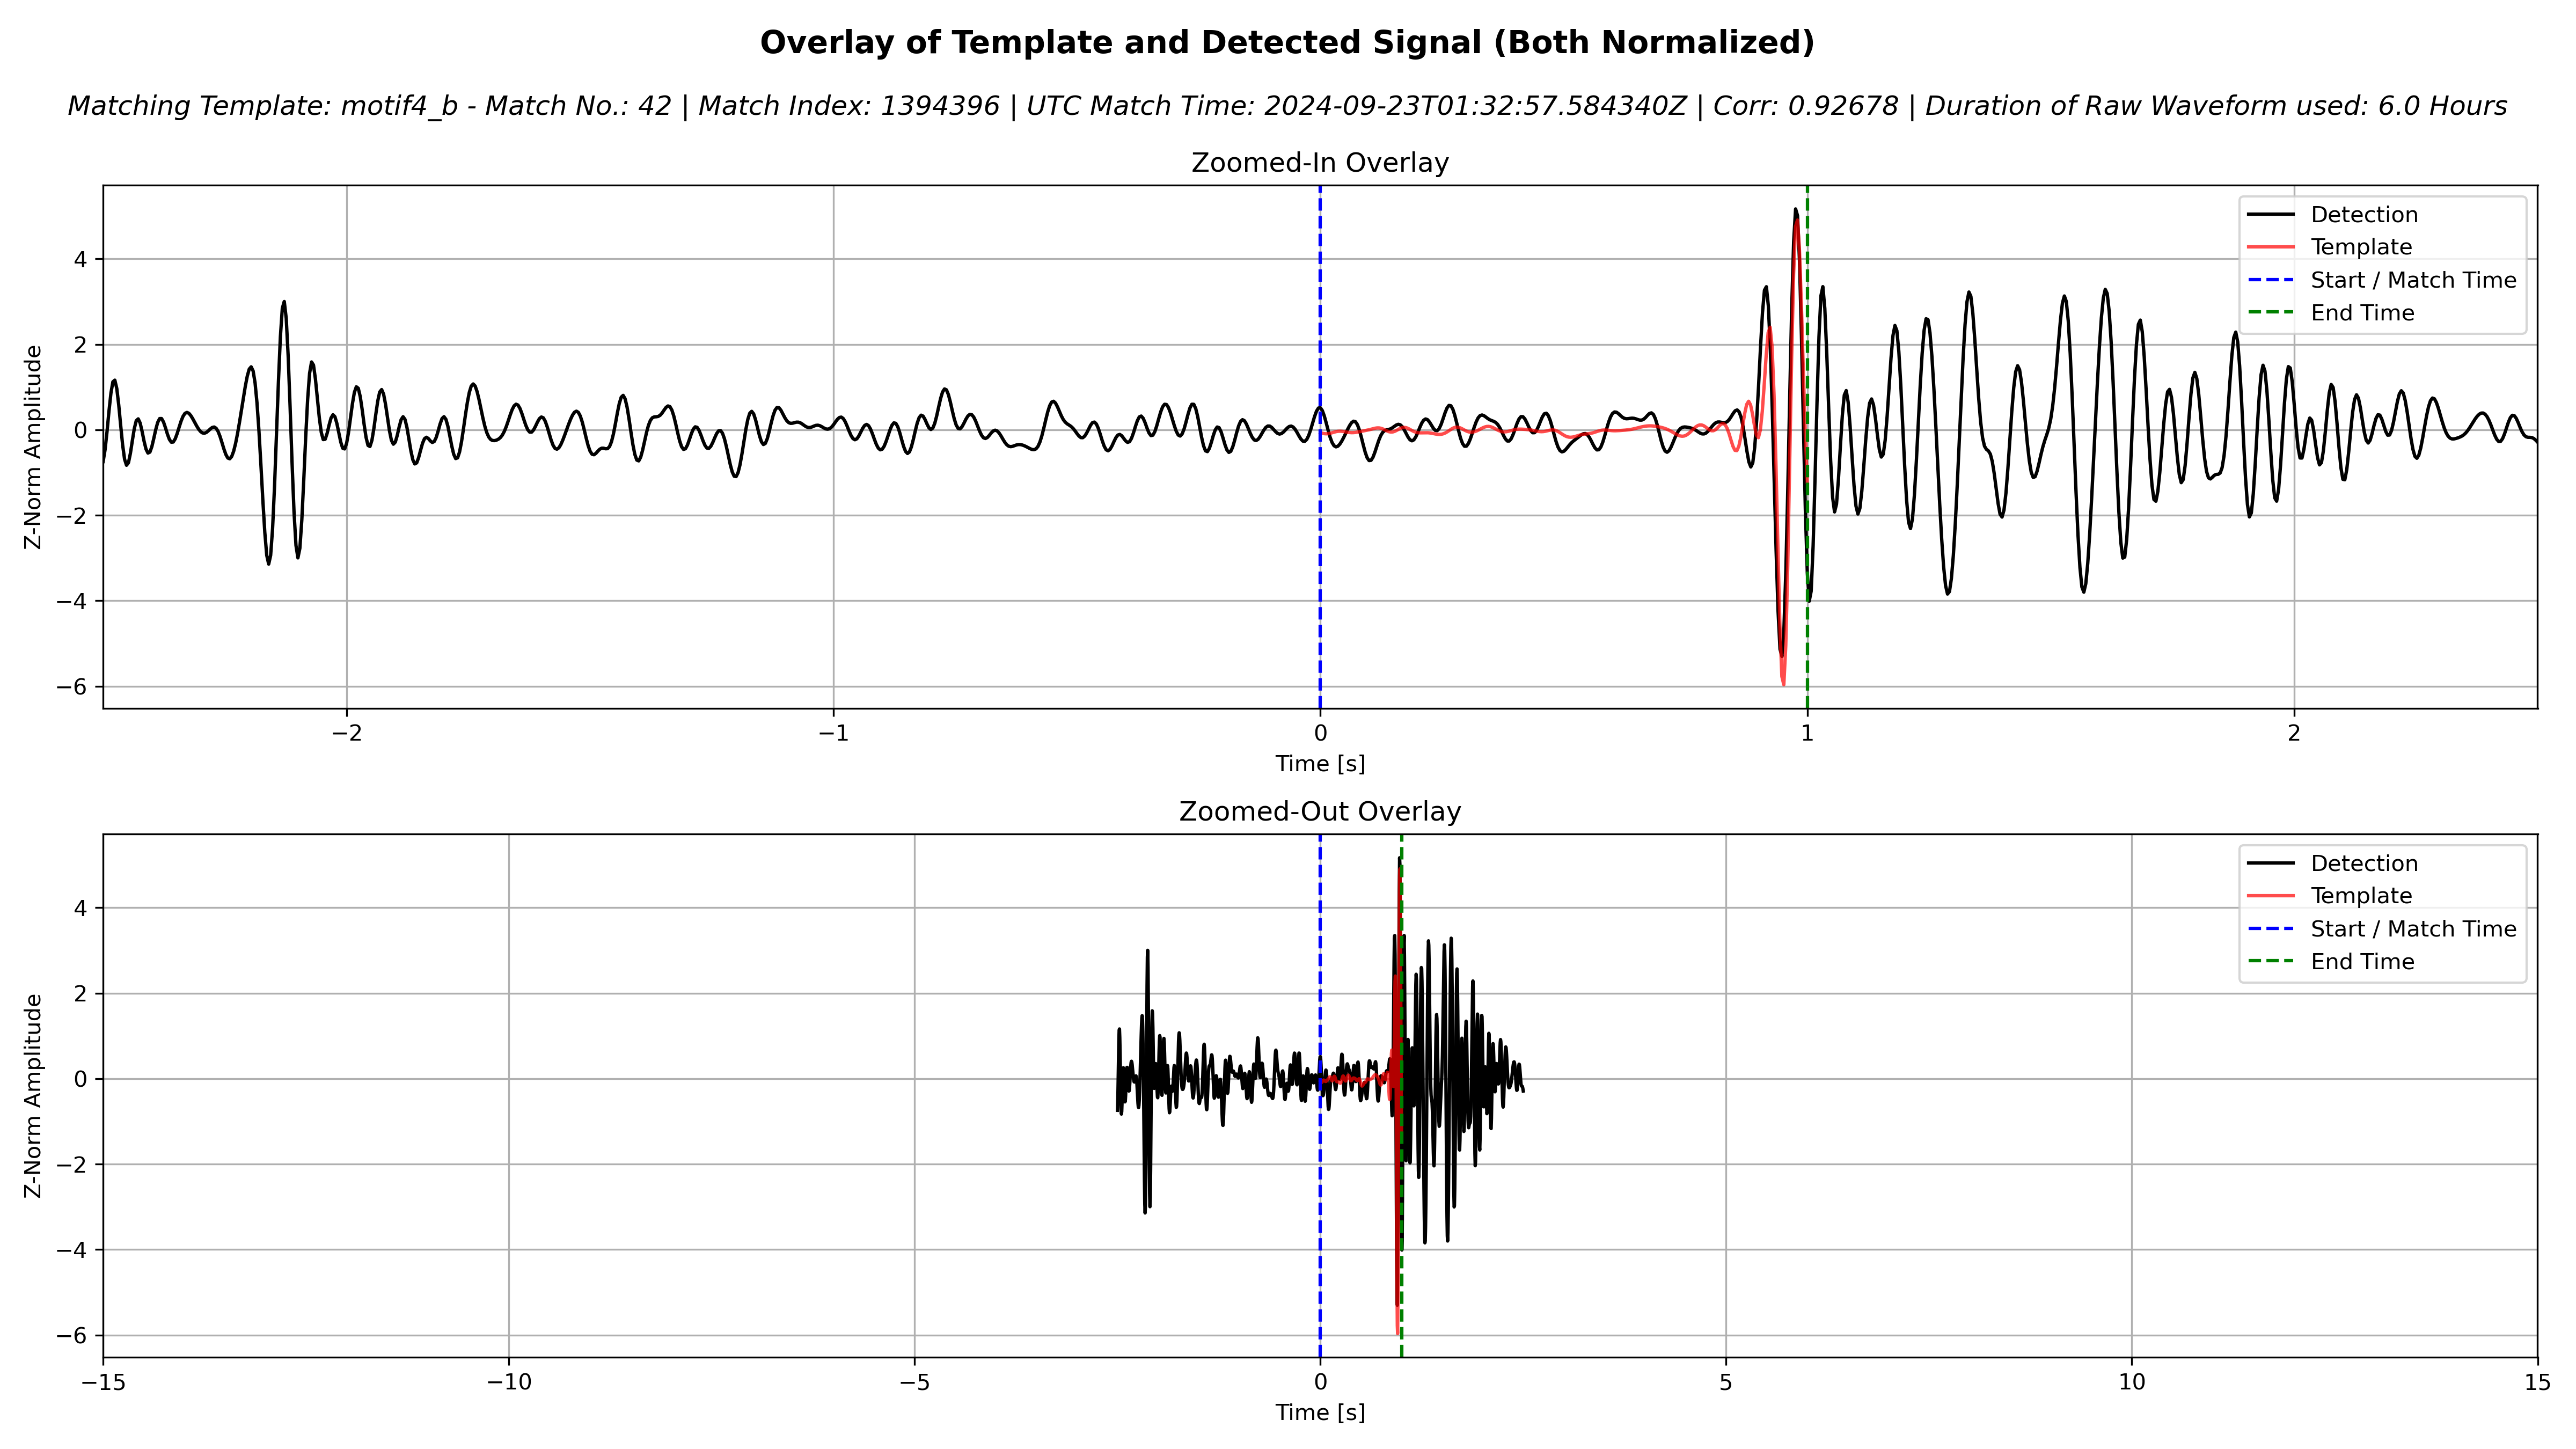 Overlay of Template and Detected Signal (Both Normalized)
Matching Template: motif4_b - Match No.: 42 | Match Index: 1394396 | UTC Match Time: 2024-09-23T01:32:57.584340Z | Corr: 0.92678 | Duration of Raw Waveform used: 6.0 Hours
Zoomed-In Overlay
Detection
Template
Start / Match Time
End Time
Z-Norm Amplitude
4
2
0
−2
−4
−6
−2
−1
0
1
2
Time [s]
Zoomed-Out Overlay
Detection
Template
Start / Match Time
End Time
Z-Norm Amplitude
4
2
0
−2
−4
−6
−15
−10
−5
0
5
10
15
Time [s]